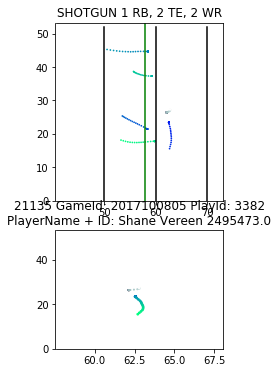 SHOTGUN 1 RB, 2 TE, 2 WR
50
40
30
20
10
0
50 60 70
21135 GameId: 2017100805 PlayId: 3382
PlayerName + ID: Shane Vereen 2495473.0
40
20
0
60.0 62.5 65.0 67.5